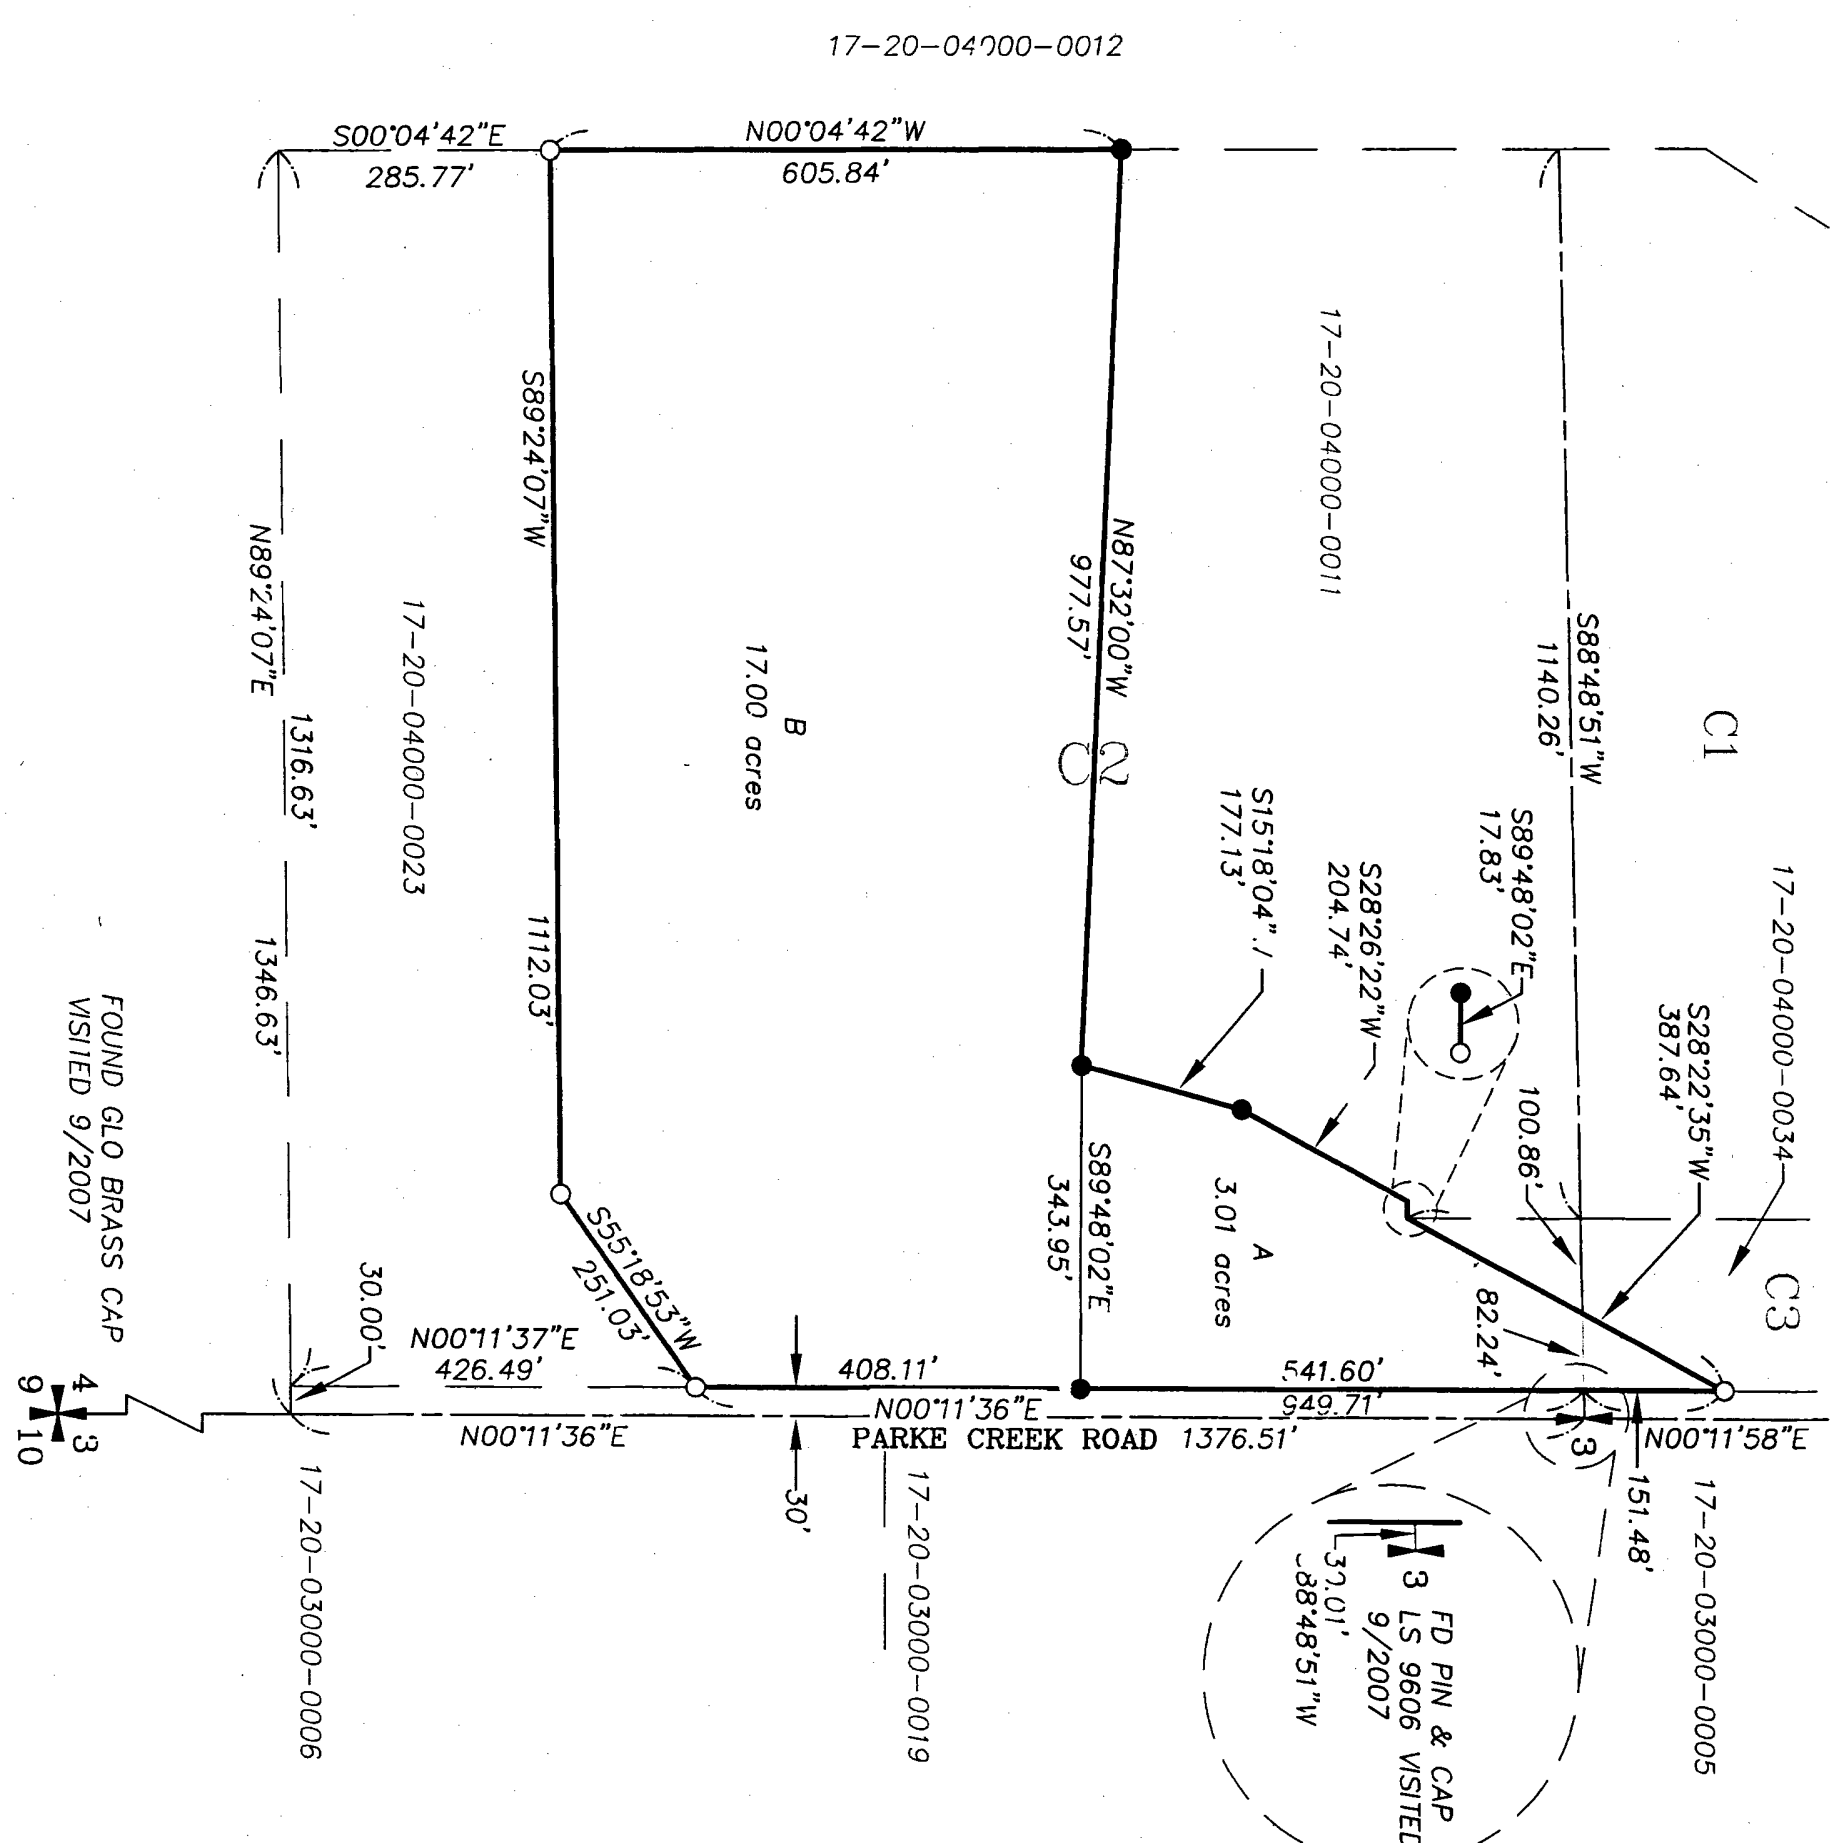 17-20-04000-0012
S00°04'42"E
285.77'
N00°04'42"W
605.84'
17-20-04000-0011
S88°48'51"W
1140.26'
C1
N87°32'00"W
977.57'
C2
S89°24'07"W
1112.03'
B
17.00 acres
17-20-04000-0023
N89°24'07"E
1316.63'
1346.63'
S15°18'04"
177.13'
S28°26'22"W
204.74'
S89°48'02"E
17.83'
17-20-04000-0034
S28°22'35"W
387.64'
100.86'
C3
82.24'
A
3.01 acres
S89°48'02"E
343.95'
S55°18'53"W
251.03'
30.00'
N00°11'37"E
426.49'
408.11'
541.60'
N00°11'36"E
949.71'
N00°11'36"E
PARKE CREEK ROAD 1376.51'
3
N00°11'58"E
151.48'
30'
FOUND GLO BRASS CAP
VISITED 9/2007
4
3
9
10
17-20-03000-0006
17-20-03000-0019
17-20-03000-0005
3
FD PIN & CAP
LS 9606 VISITED
9/2007
88°48'51"W